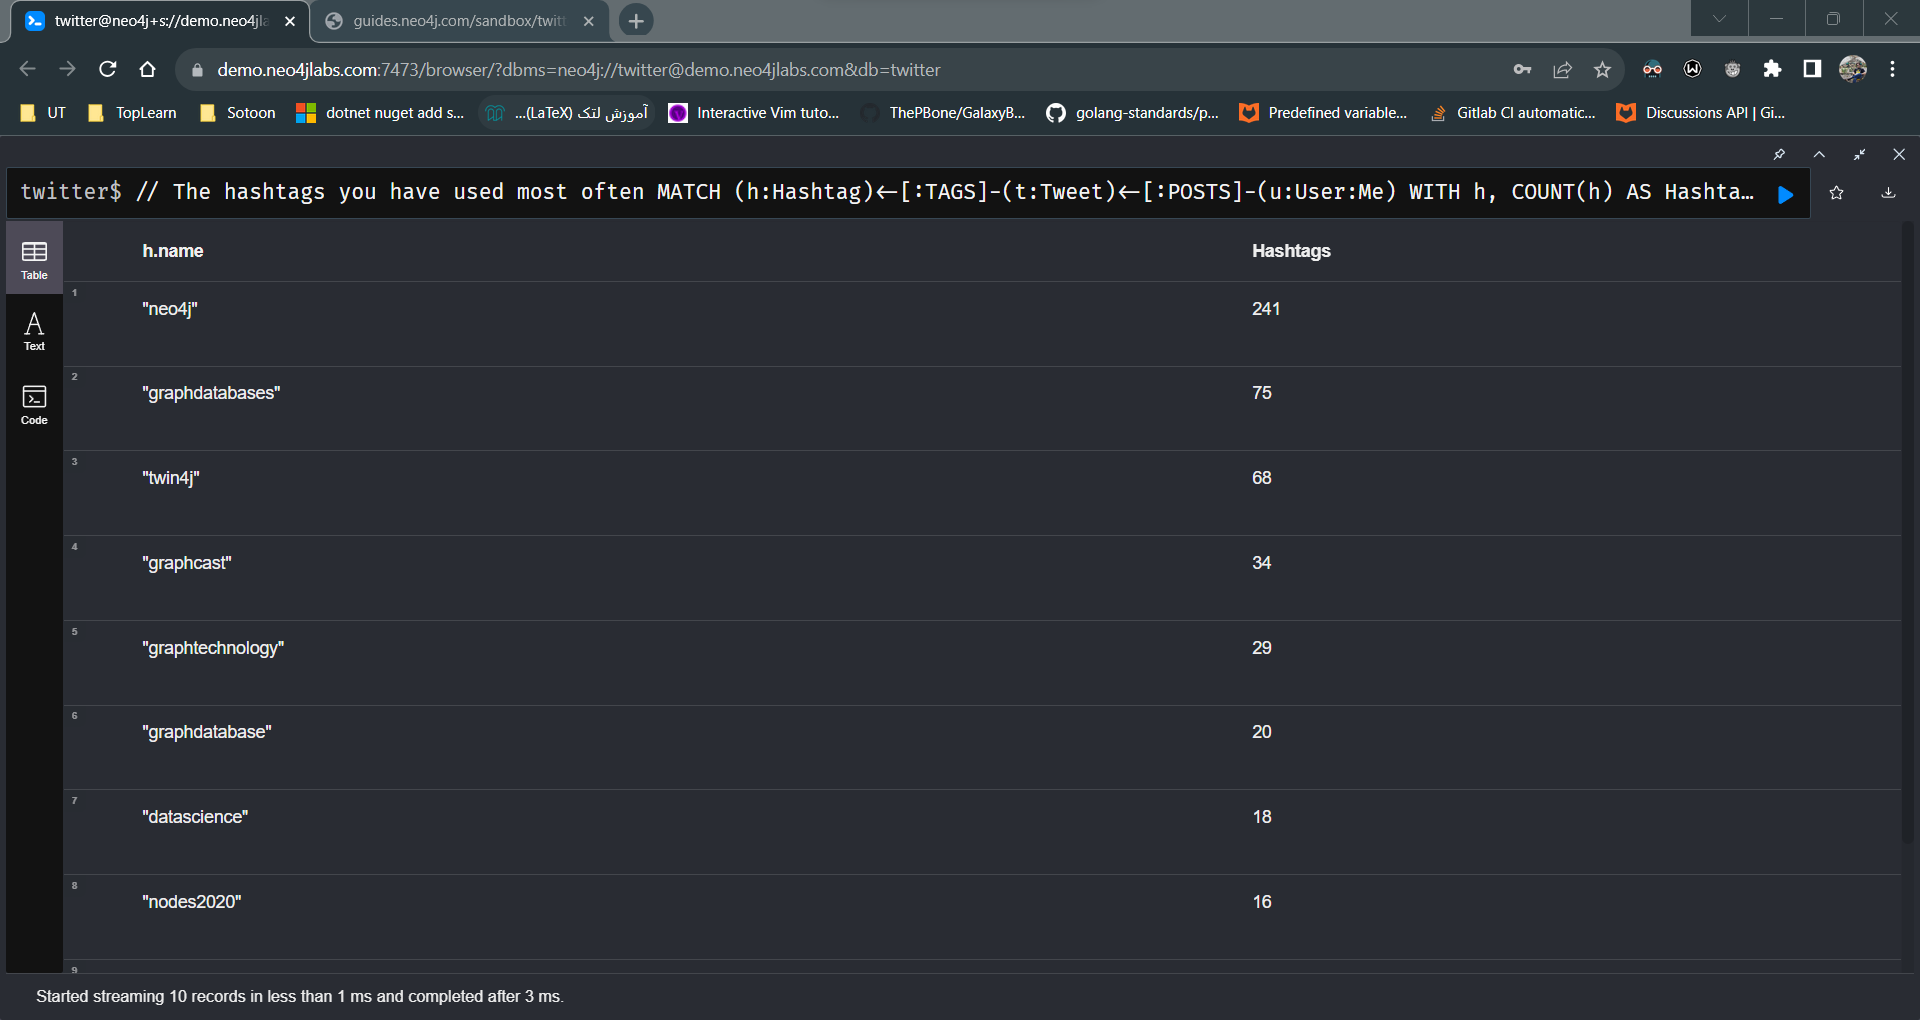 twitter@neo4j+s://demo.neo4jla
guides.neo4j.com/sandbox/twitt
demo.neo4jlabs.com:7473/browser/?dbms=neo4j://twitter@demo.neo4jlabs.com&db=twitter
UT TopLearn Sotoon dotnet nuget add s... آموزش لتک (LaTeX)... Interactive Vim tuto... ThePBone/GalaxyB... golang-standards/p... Predefined variable... Gitlab CI automatic... Discussions API | Gi...
twitter$ // The hashtags you have used most often MATCH (h:Hashtag)<-[:TAGS]-(t:Tweet)<-[:POSTS]-(u:User:Me) WITH h, COUNT(h) AS Hashta...
Table
Text
Code
h.name Hashtags
1 "neo4j" 241
2 "graphdatabases" 75
3 "twin4j" 68
4 "graphcast" 34
5 "graphtechnology" 29
6 "graphdatabase" 20
7 "datascience" 18
8 "nodes2020" 16
9
Started streaming 10 records in less than 1 ms and completed after 3 ms.